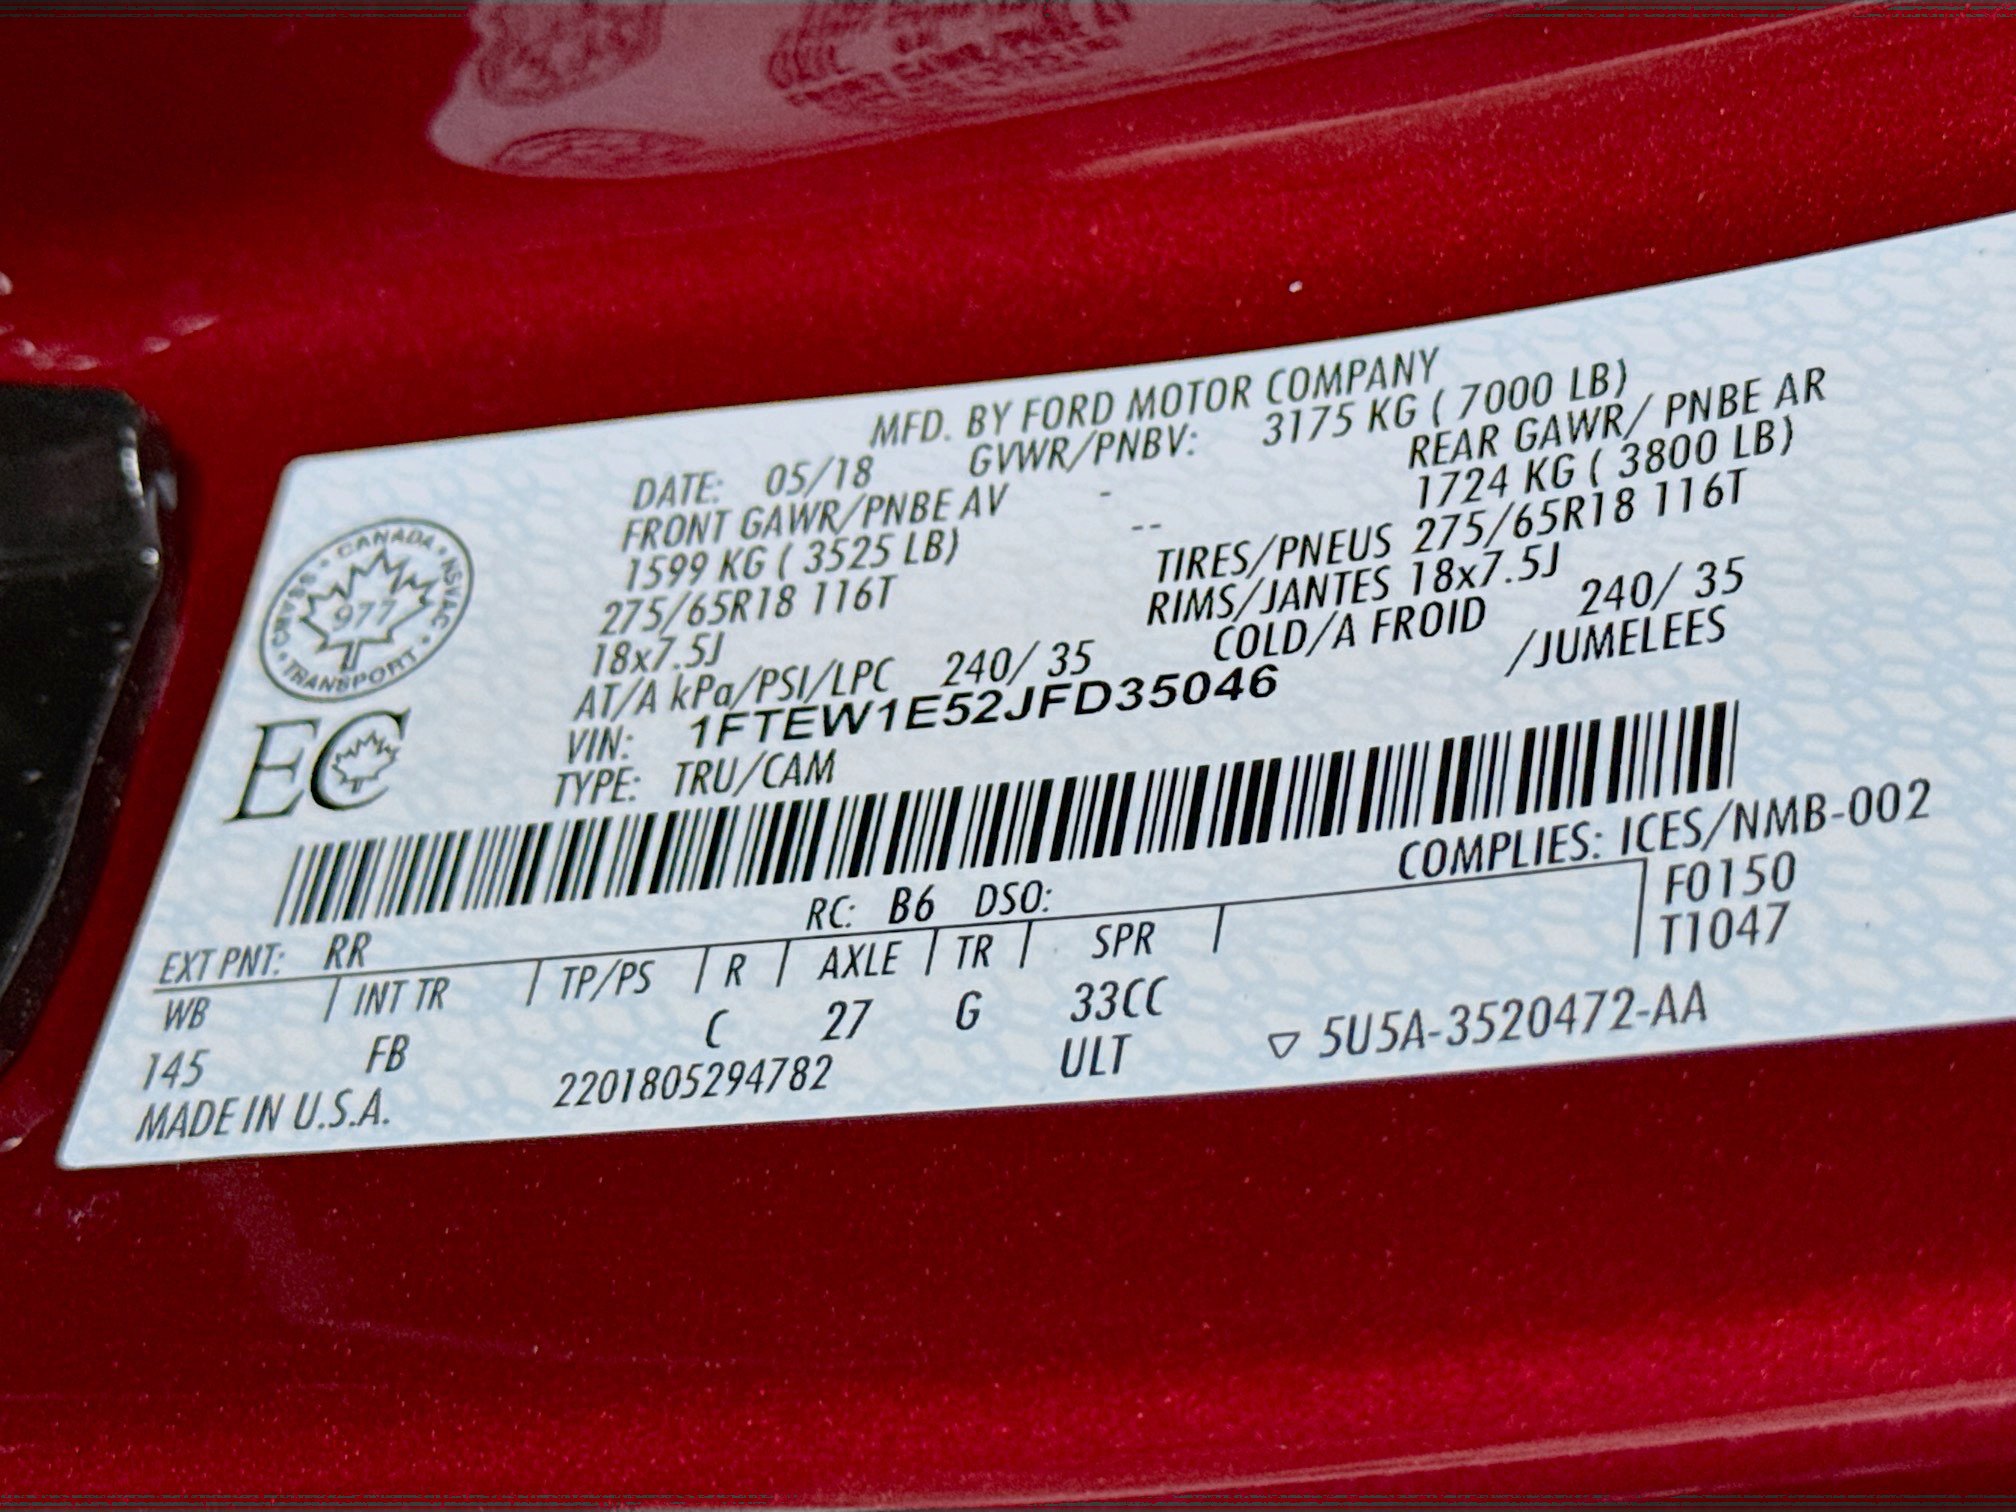 MFD. BY FORD MOTOR COMPANY
DATE: 05/18 GVWR/PNBV: 3175 KG ( 7000 LB)
FRONT GAWR/PNBE AV - REAR GAWR/ PNBE AR
1599 KG ( 3525 LB) -- 1724 KG ( 3800 LB)
275/65R18 116T TIRES/PNEUS 275/65R18 116T
18x7.5J RIMS/JANTES 18x7.5J
AT/A kPa/PSI/LPC 240/ 35 COLD/A FROID 240/ 35
VIN: 1FTEW1E52JFD35046 /JUMELEES
TYPE: TRU/CAM
CANADA
977
TRANSPORT
EC
COMPLIES: ICES/NMB-002
RC: B6 DSO: F0150
EXT PNT: RR T1047
WB INT TR TP/PS R AXLE TR SPR
145 FB C 27 G 33CC
MADE IN U.S.A. 2201805294782 ULT ▽ 5U5A-3520472-AA